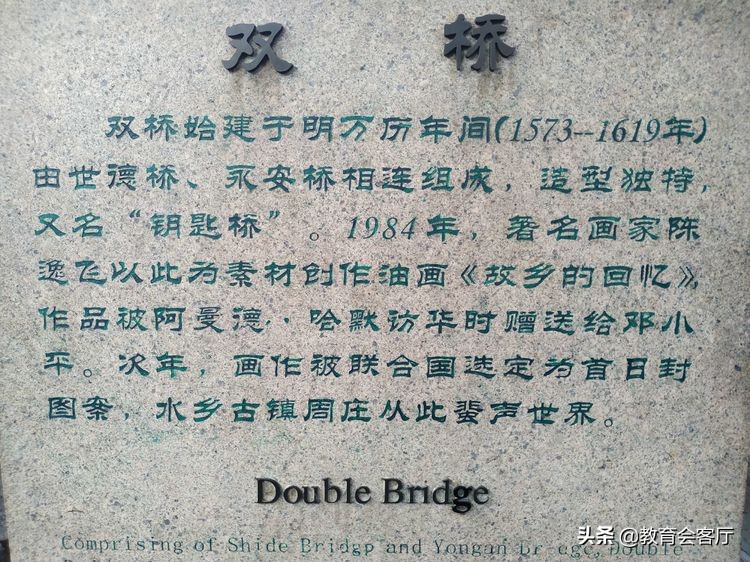 双 桥
双桥始建于明万历年间(1573--1619年)
由世德桥、永安桥相连组成，造型独特，
又名“钥匙桥”。1984年，著名画家陈
逸飞以此为素材创作油画《故乡的回忆》，
作品被阿曼德·哈默访华时赠送给邓小
平。次年，画作被联合国选定为首日封
图案，水乡古镇周庄从此蜚声世界。
Double Bridge
Comprising of Shide Bridgp and Yongan Double
头条 @教育会客厅